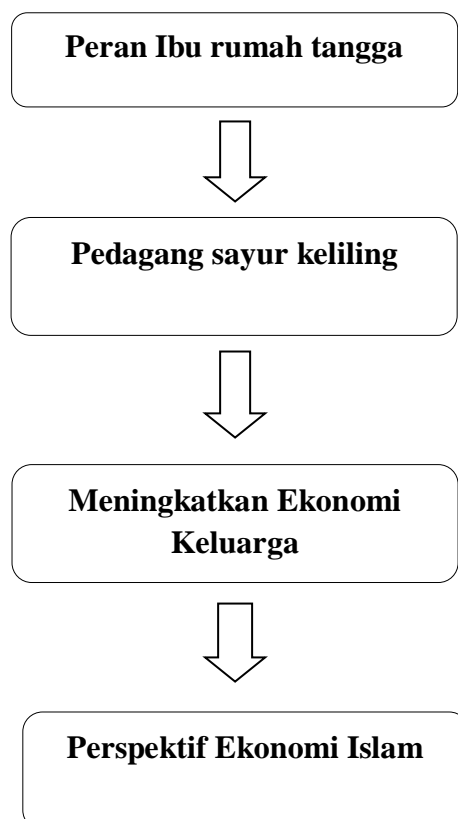 Peran Ibu rumah tangga
Pedagang sayur keliling
Meningkatkan Ekonomi
Keluarga
Perspektif Ekonomi Islam